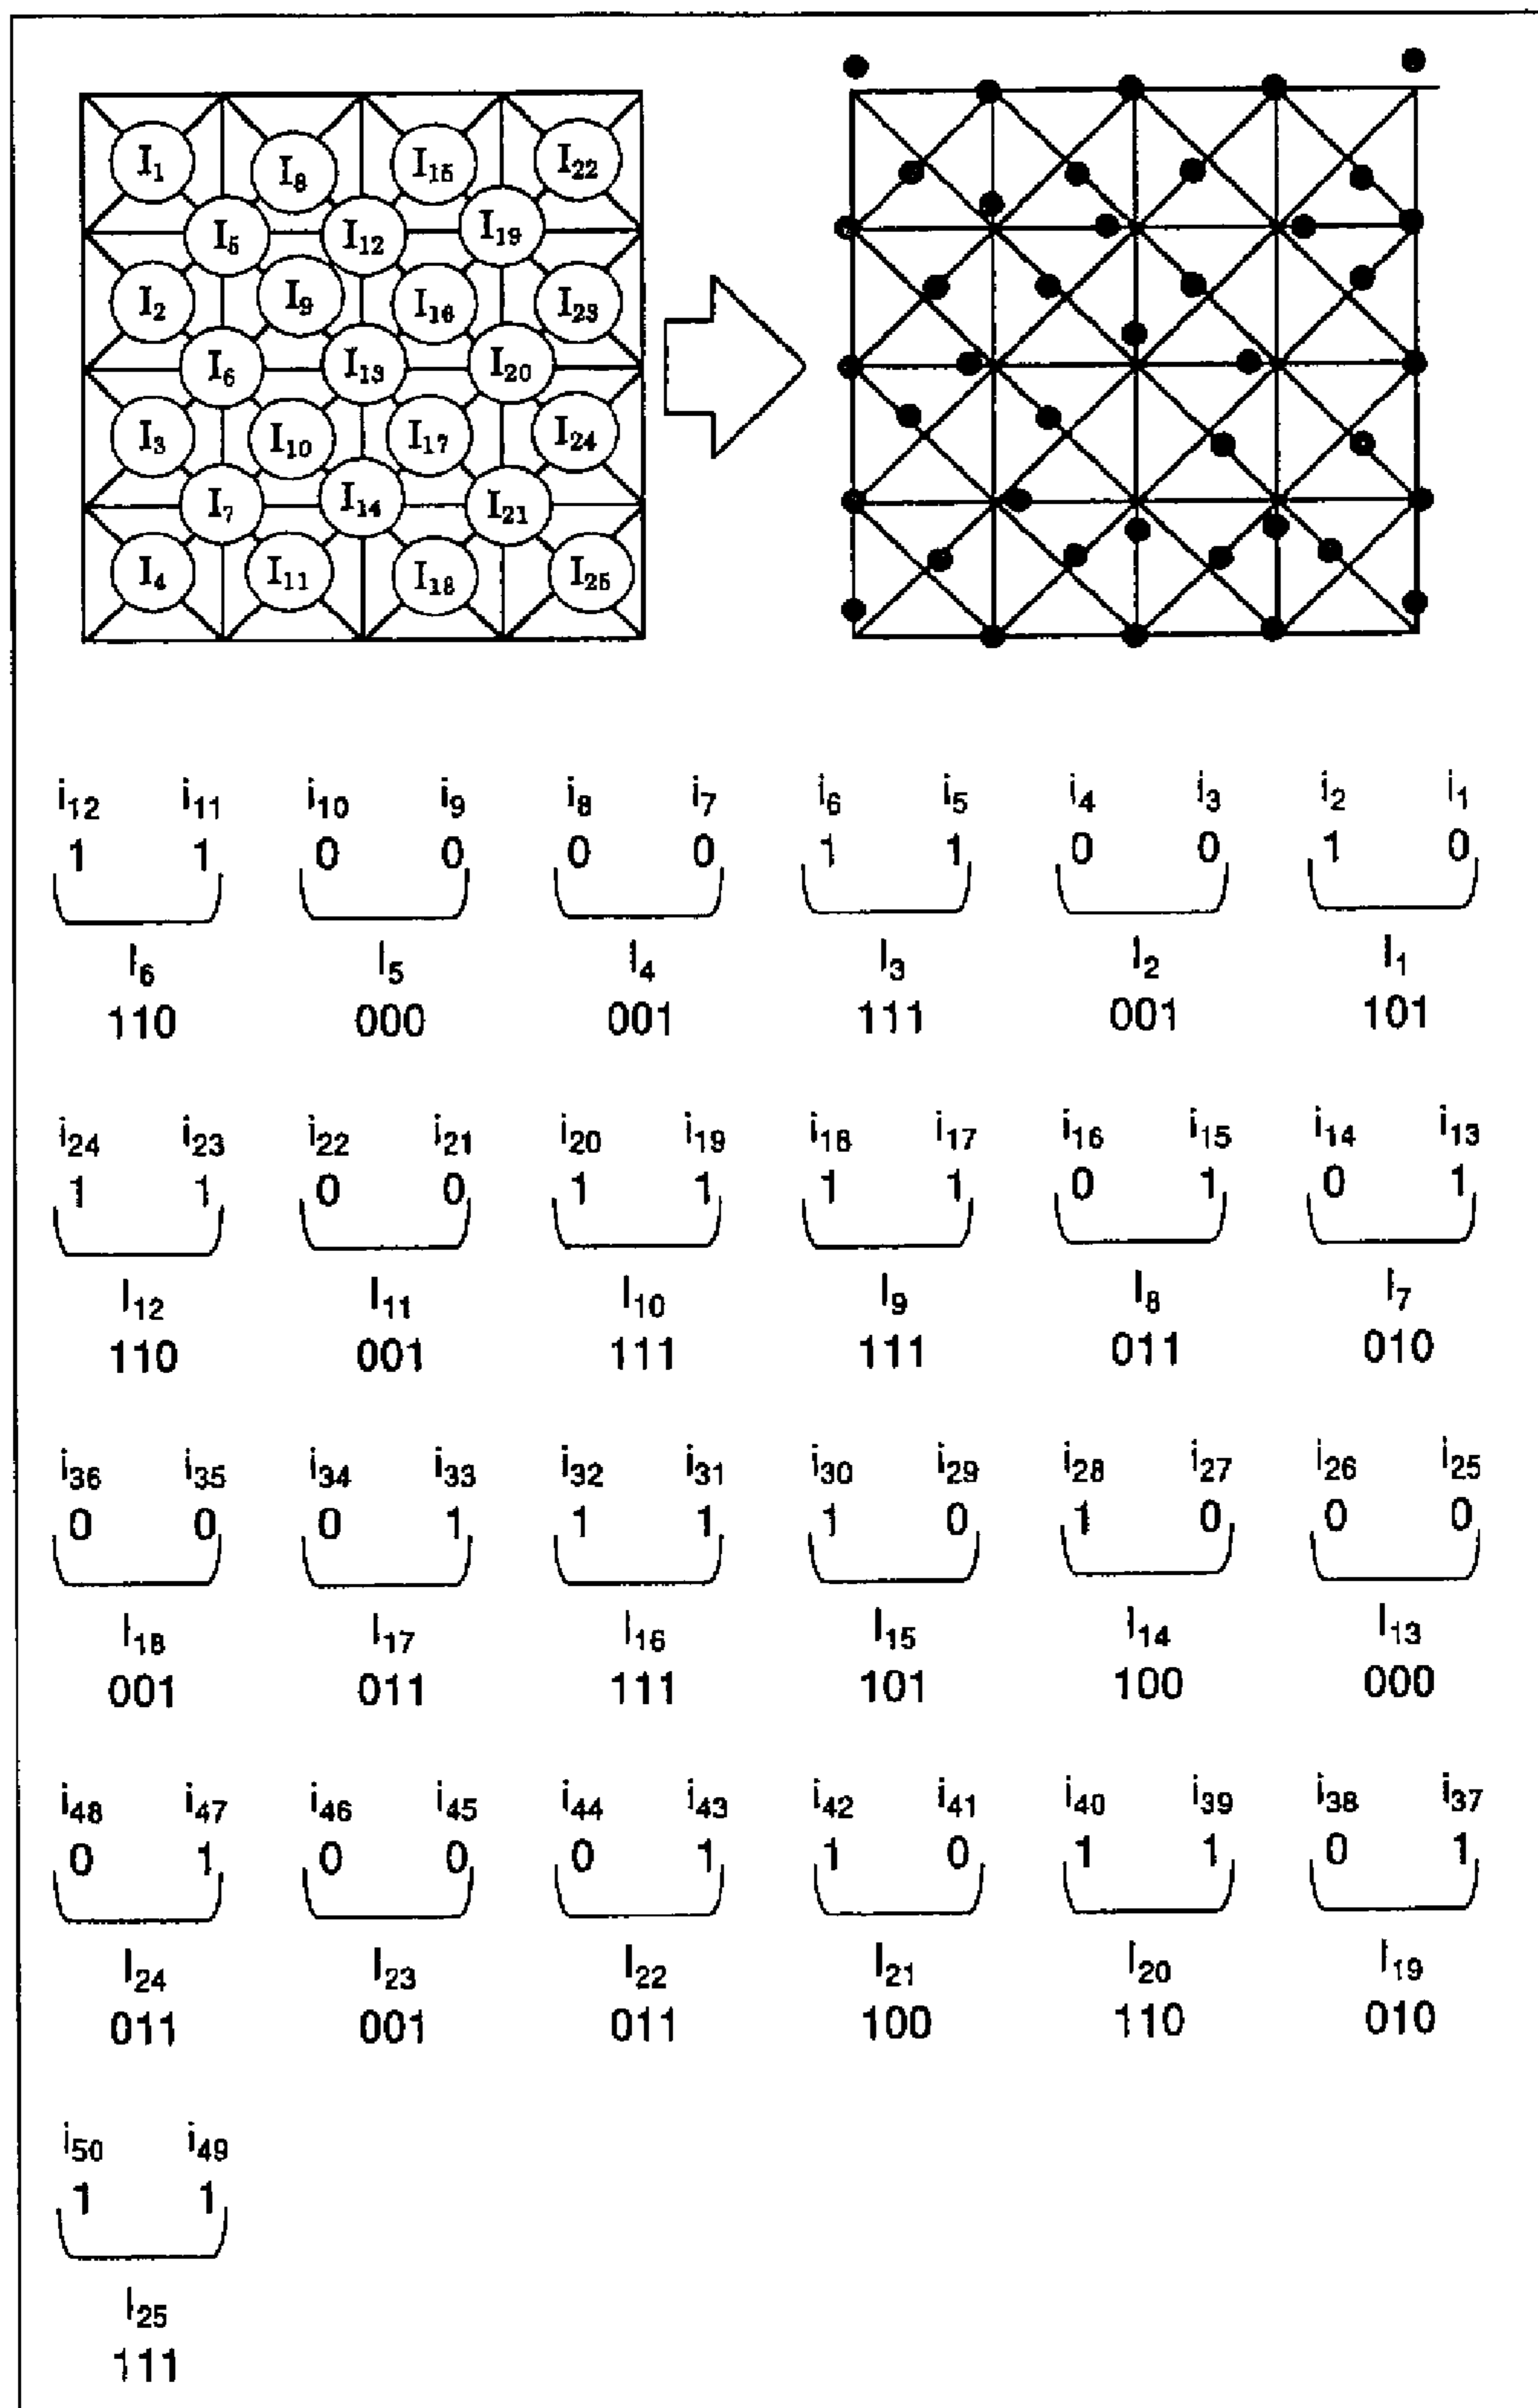 I₁ I₈ I₁₅ I₂₂
I₅ I₁₂ I₁₉
I₂ I₉ I₁₆ I₂₃
I₆ I₁₃ I₂₀
I₃ I₁₀ I₁₇ I₂₄
I₇ I₁₄ I₂₁
I₄ I₁₁ I₁₈ I₂₅
i₁₂ i₁₁ i₁₀ i₉ i₈ i₇ i₆ i₅ i₄ i₃ i₂ i₁
1 1 0 0 0 0 1 1 0 0 1 0
I₆ I₅ I₄ I₃ I₂ I₁
110 000 001 111 001 101
i₂₄ i₂₃ i₂₂ i₂₁ i₂₀ i₁₉ i₁₈ i₁₇ i₁₆ i₁₅ i₁₄ i₁₃
1 1 0 0 1 1 1 1 0 1 0 1
I₁₂ I₁₁ I₁₀ I₉ I₈ I₇
110 001 111 111 011 010
i₃₆ i₃₅ i₃₄ i₃₃ i₃₂ i₃₁ i₃₀ i₂₉ i₂₈ i₂₇ i₂₆ i₂₅
0 0 0 1 1 1 1 0 1 0 0 0
I₁₈ I₁₇ I₁₆ I₁₅ I₁₄ I₁₃
001 011 111 101 100 000
i₄₈ i₄₇ i₄₆ i₄₅ i₄₄ i₄₃ i₄₂ i₄₁ i₄₀ i₃₉ i₃₈ i₃₇
0 1 0 0 0 1 1 0 1 1 0 1
I₂₄ I₂₃ I₂₂ I₂₁ I₂₀ I₁₉
011 001 011 100 110 010
i₅₀ i₄₉
1 1
I₂₅
111